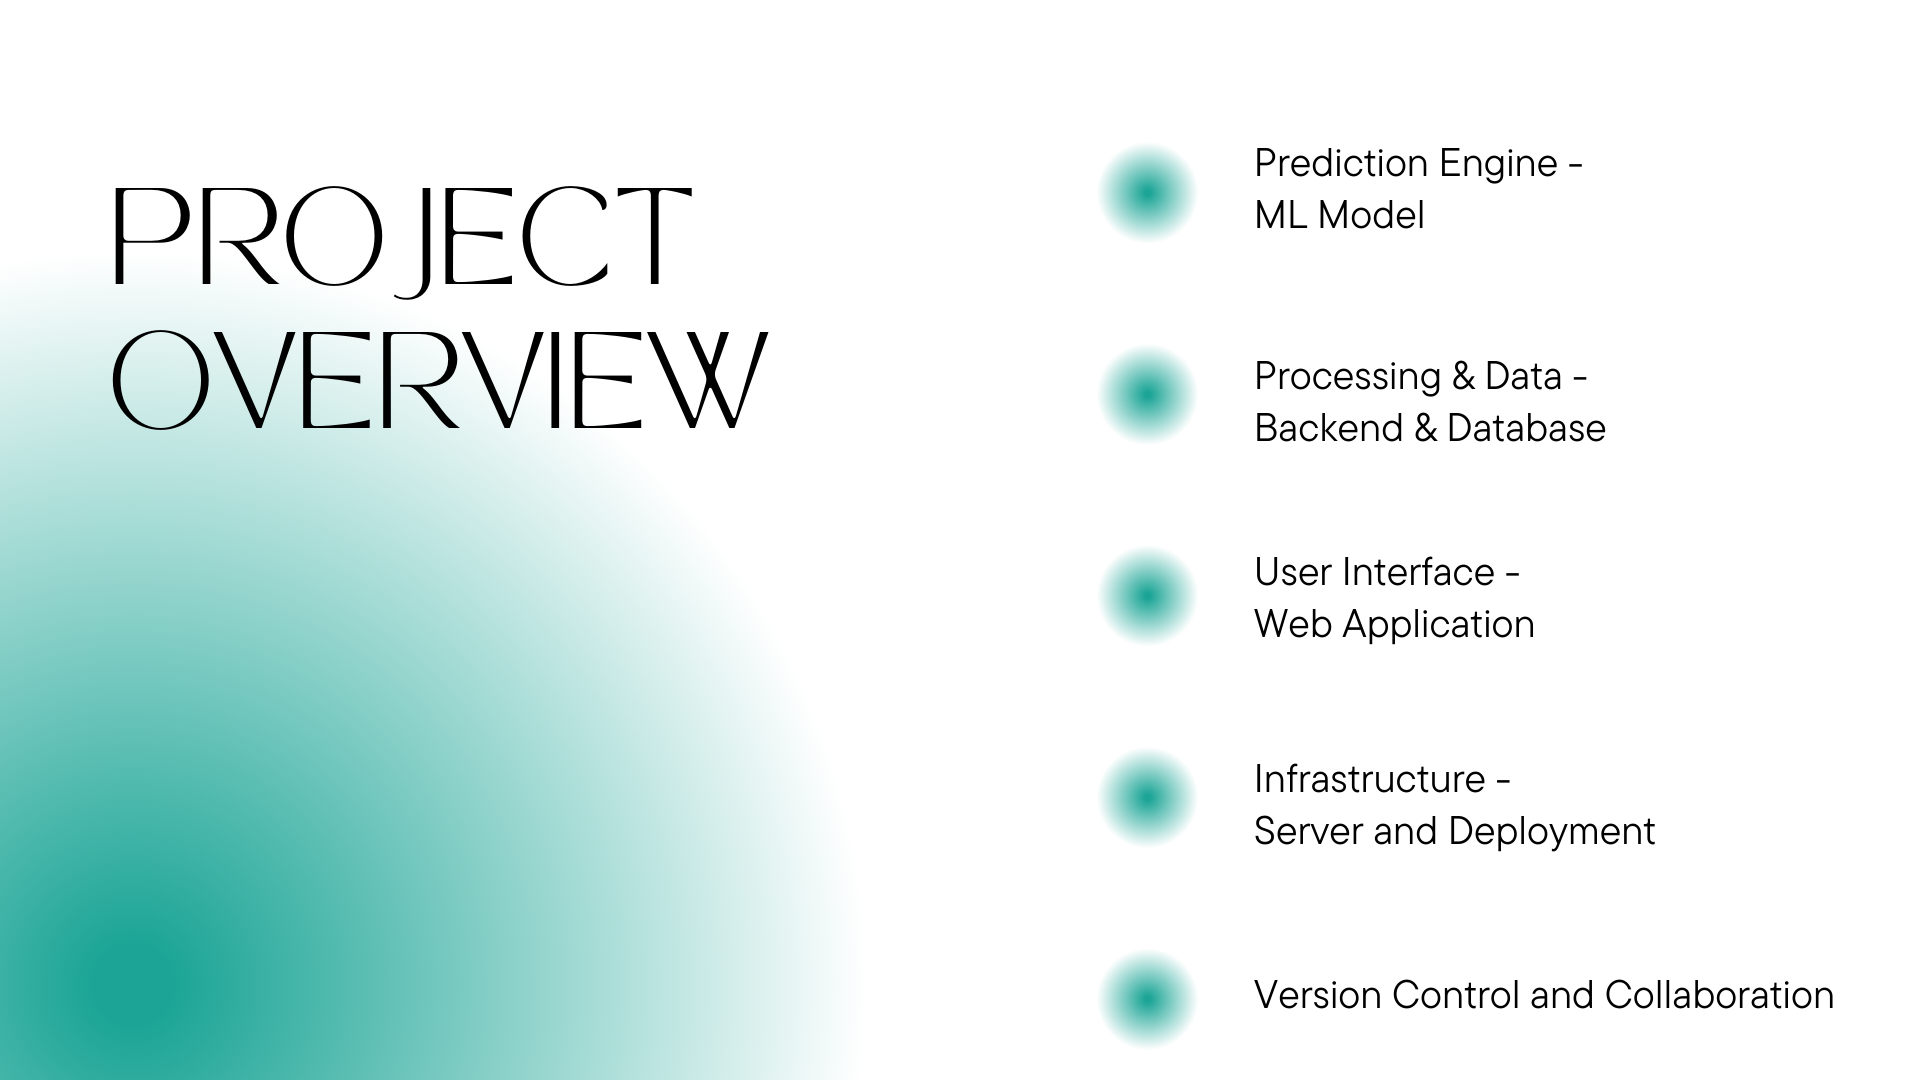 PROJECT
OVERVIEW
Prediction Engine -
ML Model
Processing & Data -
Backend & Database
User Interface -
Web Application
Infrastructure -
Server and Deployment
Version Control and Collaboration